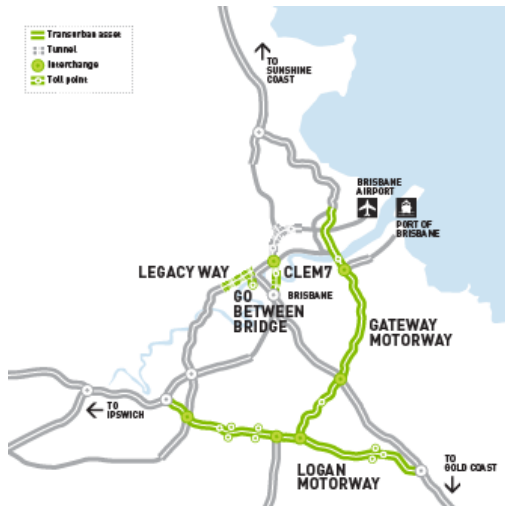 Transurban asset
Tunnel
Interchange
Toll point
TO
SUNSHINE
COAST
BRISBANE
AIRPORT
PORT OF
BRISBANE
LEGACY WAY
CLEM7
GO
BETWEEN
BRIDGE
BRISBANE
GATEWAY
MOTORWAY
TO
IPSWICH
LOGAN
MOTORWAY
TO
GOLD COAST